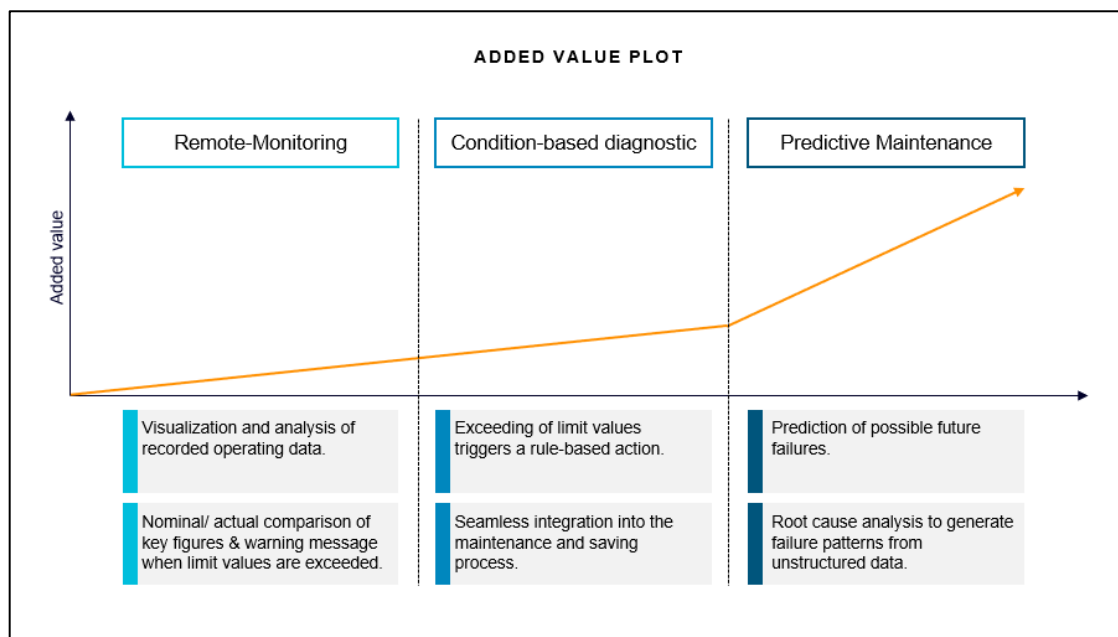 ADDED VALUE PLOT
Added value
Remote-Monitoring
Condition-based diagnostic
Predictive Maintenance
Visualization and analysis of
recorded operating data.
Nominal/ actual comparison of
key figures & warning message
when limit values are exceeded.
Exceeding of limit values
triggers a rule-based action.
Seamless integration into the
maintenance and saving
process.
Prediction of possible future
failures.
Root cause analysis to generate
failure patterns from
unstructured data.